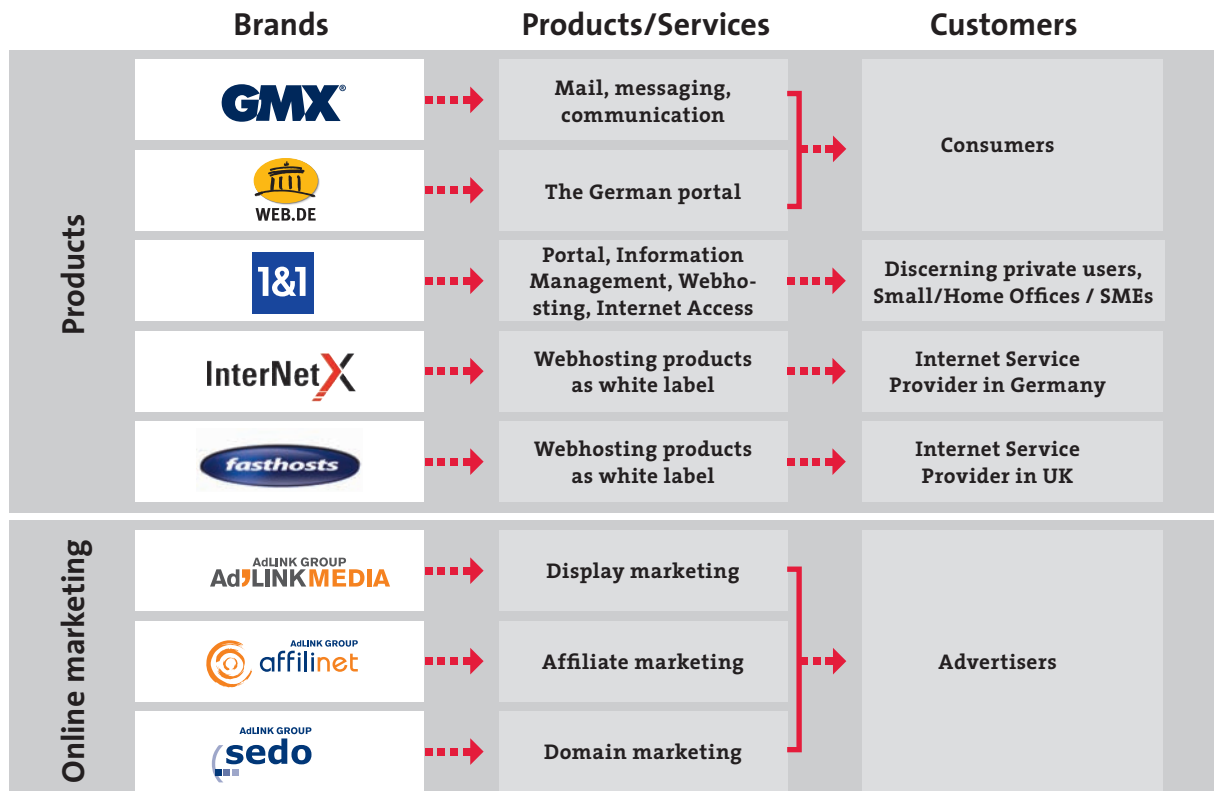 Brands
Products/Services
Customers
Products
GMX®
Mail, messaging,
communication
Consumers
WEB.DE
The German portal
1&1
Portal, Information
Management, Webho-
sting, Internet Access
Discerning private users,
Small/Home Offices / SMEs
InterNetX
Webhosting products
as white label
Internet Service
Provider in Germany
fasthosts
Webhosting products
as white label
Internet Service
Provider in UK
Online marketing
AdLINK GROUP
Ad'LINKMEDIA
Display marketing
Advertisers
AdLINK GROUP
affilinet
Affiliate marketing
AdLINK GROUP
sedo
Domain marketing